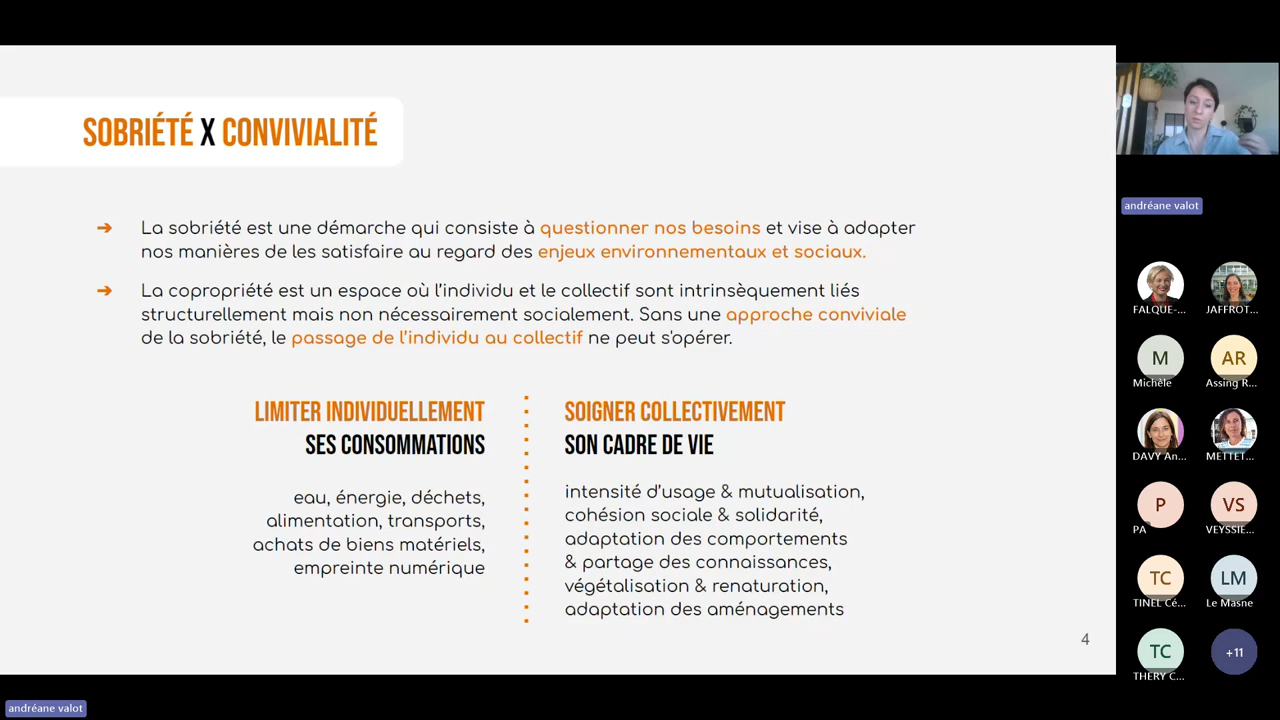 SOBRIÉTÉ X CONVIVIALITÉ
➔ La sobriété est une démarche qui consiste à questionner nos besoins et vise à adapter
nos manières de les satisfaire au regard des enjeux environnementaux et sociaux.
➔ La copropriété est un espace où l'individu et le collectif sont intrinsèquement liés
structurellement mais non nécessairement socialement. Sans une approche conviviale
de la sobriété, le passage de l'individu au collectif ne peut s'opérer.
LIMITER INDIVIDUELLEMENT
SES CONSOMMATIONS
eau, énergie, déchets,
alimentation, transports,
achats de biens matériels,
empreinte numérique
SOIGNER COLLECTIVEMENT
SON CADRE DE VIE
intensité d'usage & mutualisation,
cohésion sociale & solidarité,
adaptation des comportements
& partage des connaissances,
végétalisation & renaturation,
adaptation des aménagements
4
andréane valot
FALQUE-...
JAFFROT...
M
Michèle
AR
Assing R...
DAVY An...
METTET...
P
PA
VS
VEYSSIE...
TC
TINEL Cé...
LM
Le Masne
TC
THERY C...
+11
andréane valot